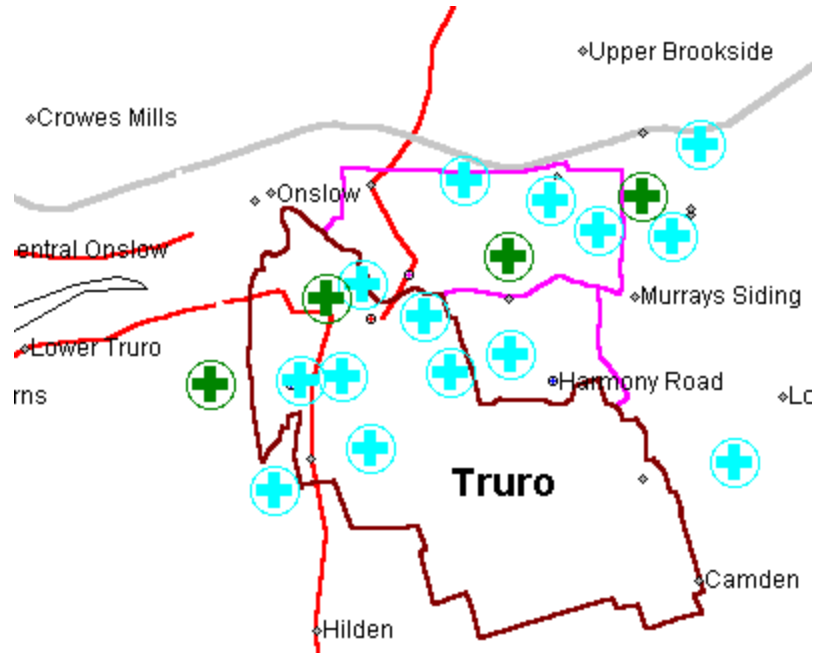 Upper Brookside
Crowes Mills
Onslow
entral Onslow
Murrays Siding
Lower Truro
Harmony Road
rns
Lo
Truro
Camden
Hilden